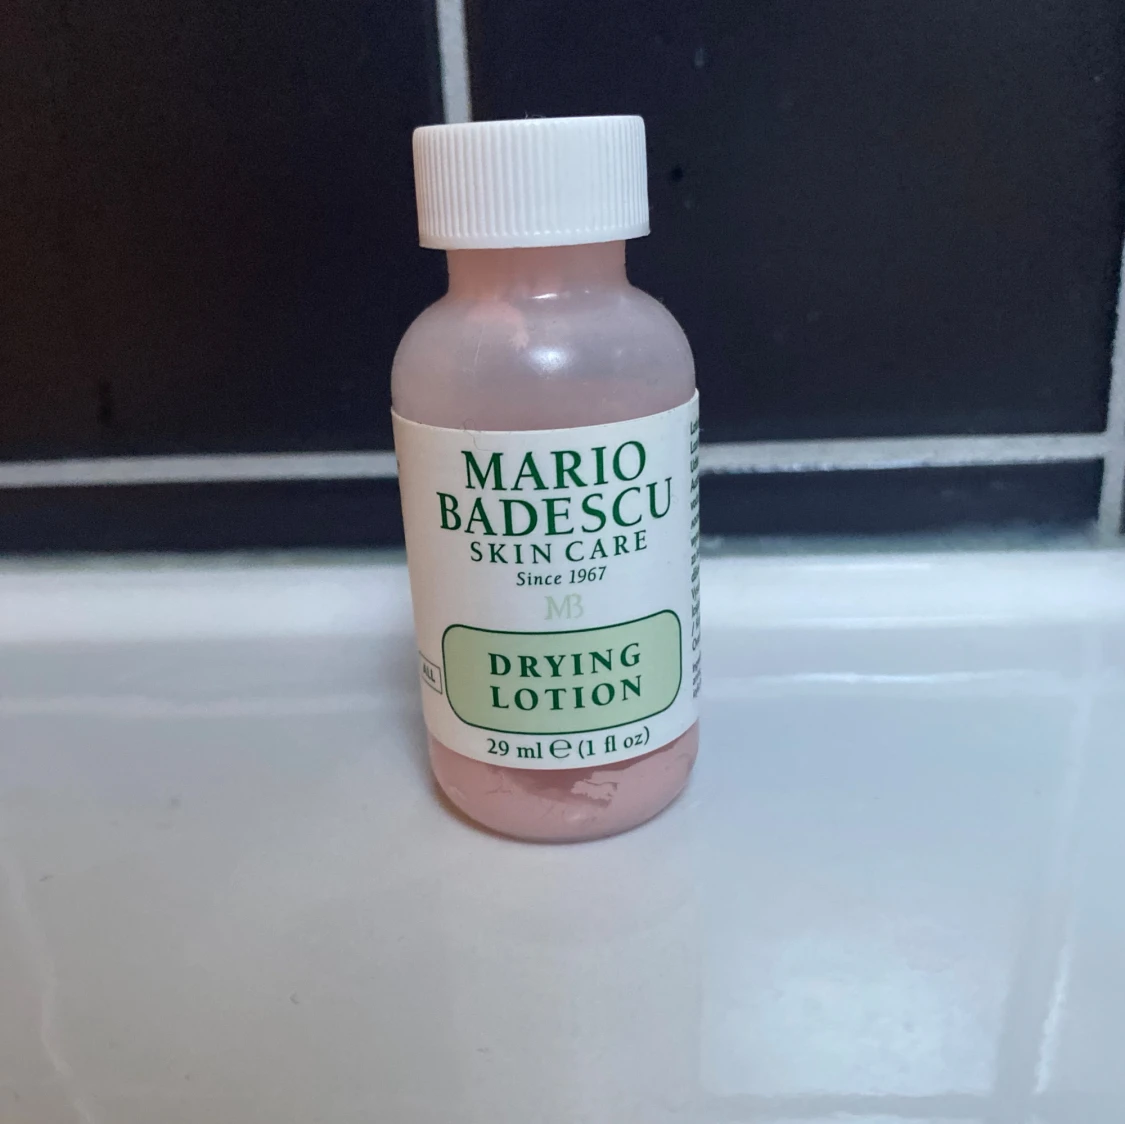 MARIO
BADESCU
SKIN CARE
Since 1967
MB
DRYING
LOTION
ALL
29 ml ℮ (1 fl oz)